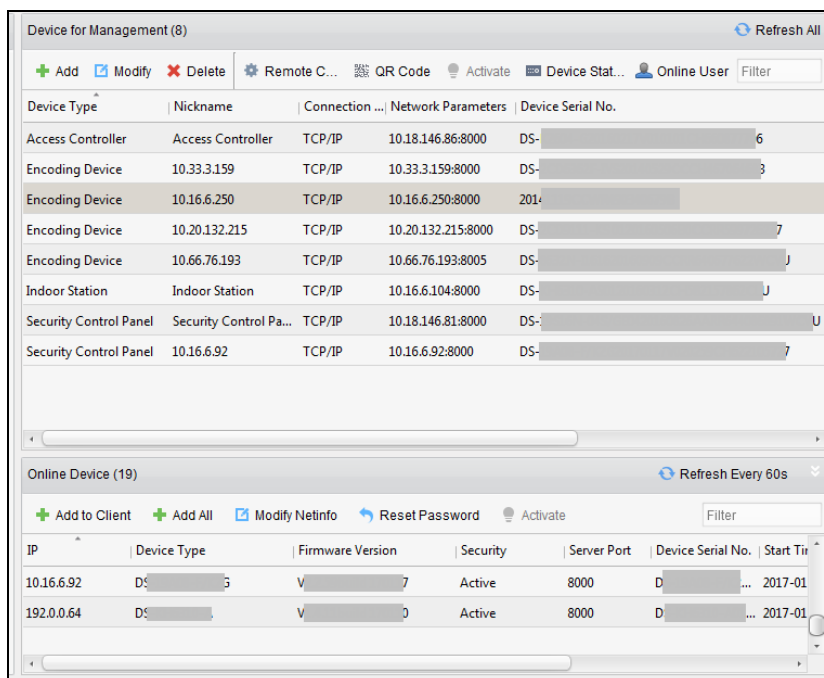 Device for Management (8) Refresh All
Add Modify Delete Remote C... QR Code Activate Device Stat... Online User Filter
Device Type Nickname Connection ... Network Parameters Device Serial No.
Access Controller Access Controller TCP/IP 10.18.146.86:8000 DS- 6
Encoding Device 10.33.3.159 TCP/IP 10.33.3.159:8000 DS- 3
Encoding Device 10.16.6.250 TCP/IP 10.16.6.250:8000 2014
Encoding Device 10.20.132.215 TCP/IP 10.20.132.215:8000 DS- 7
Encoding Device 10.66.76.193 TCP/IP 10.66.76.193:8005 DS- U
Indoor Station Indoor Station TCP/IP 10.16.6.104:8000 DS- U
Security Control Panel Security Control Pa... TCP/IP 10.18.146.81:8000 DS- U
Security Control Panel 10.16.6.92 TCP/IP 10.16.6.92:8000 DS- 7
Online Device (19) Refresh Every 60s
Add to Client Add All Modify Netinfo Reset Password Activate Filter
IP Device Type Firmware Version Security Server Port Device Serial No. Start Tir
10.16.6.92 DS G V 7 Active 8000 D ... 2017-01
192.0.0.64 DS V 0 Active 8000 D ... 2017-01